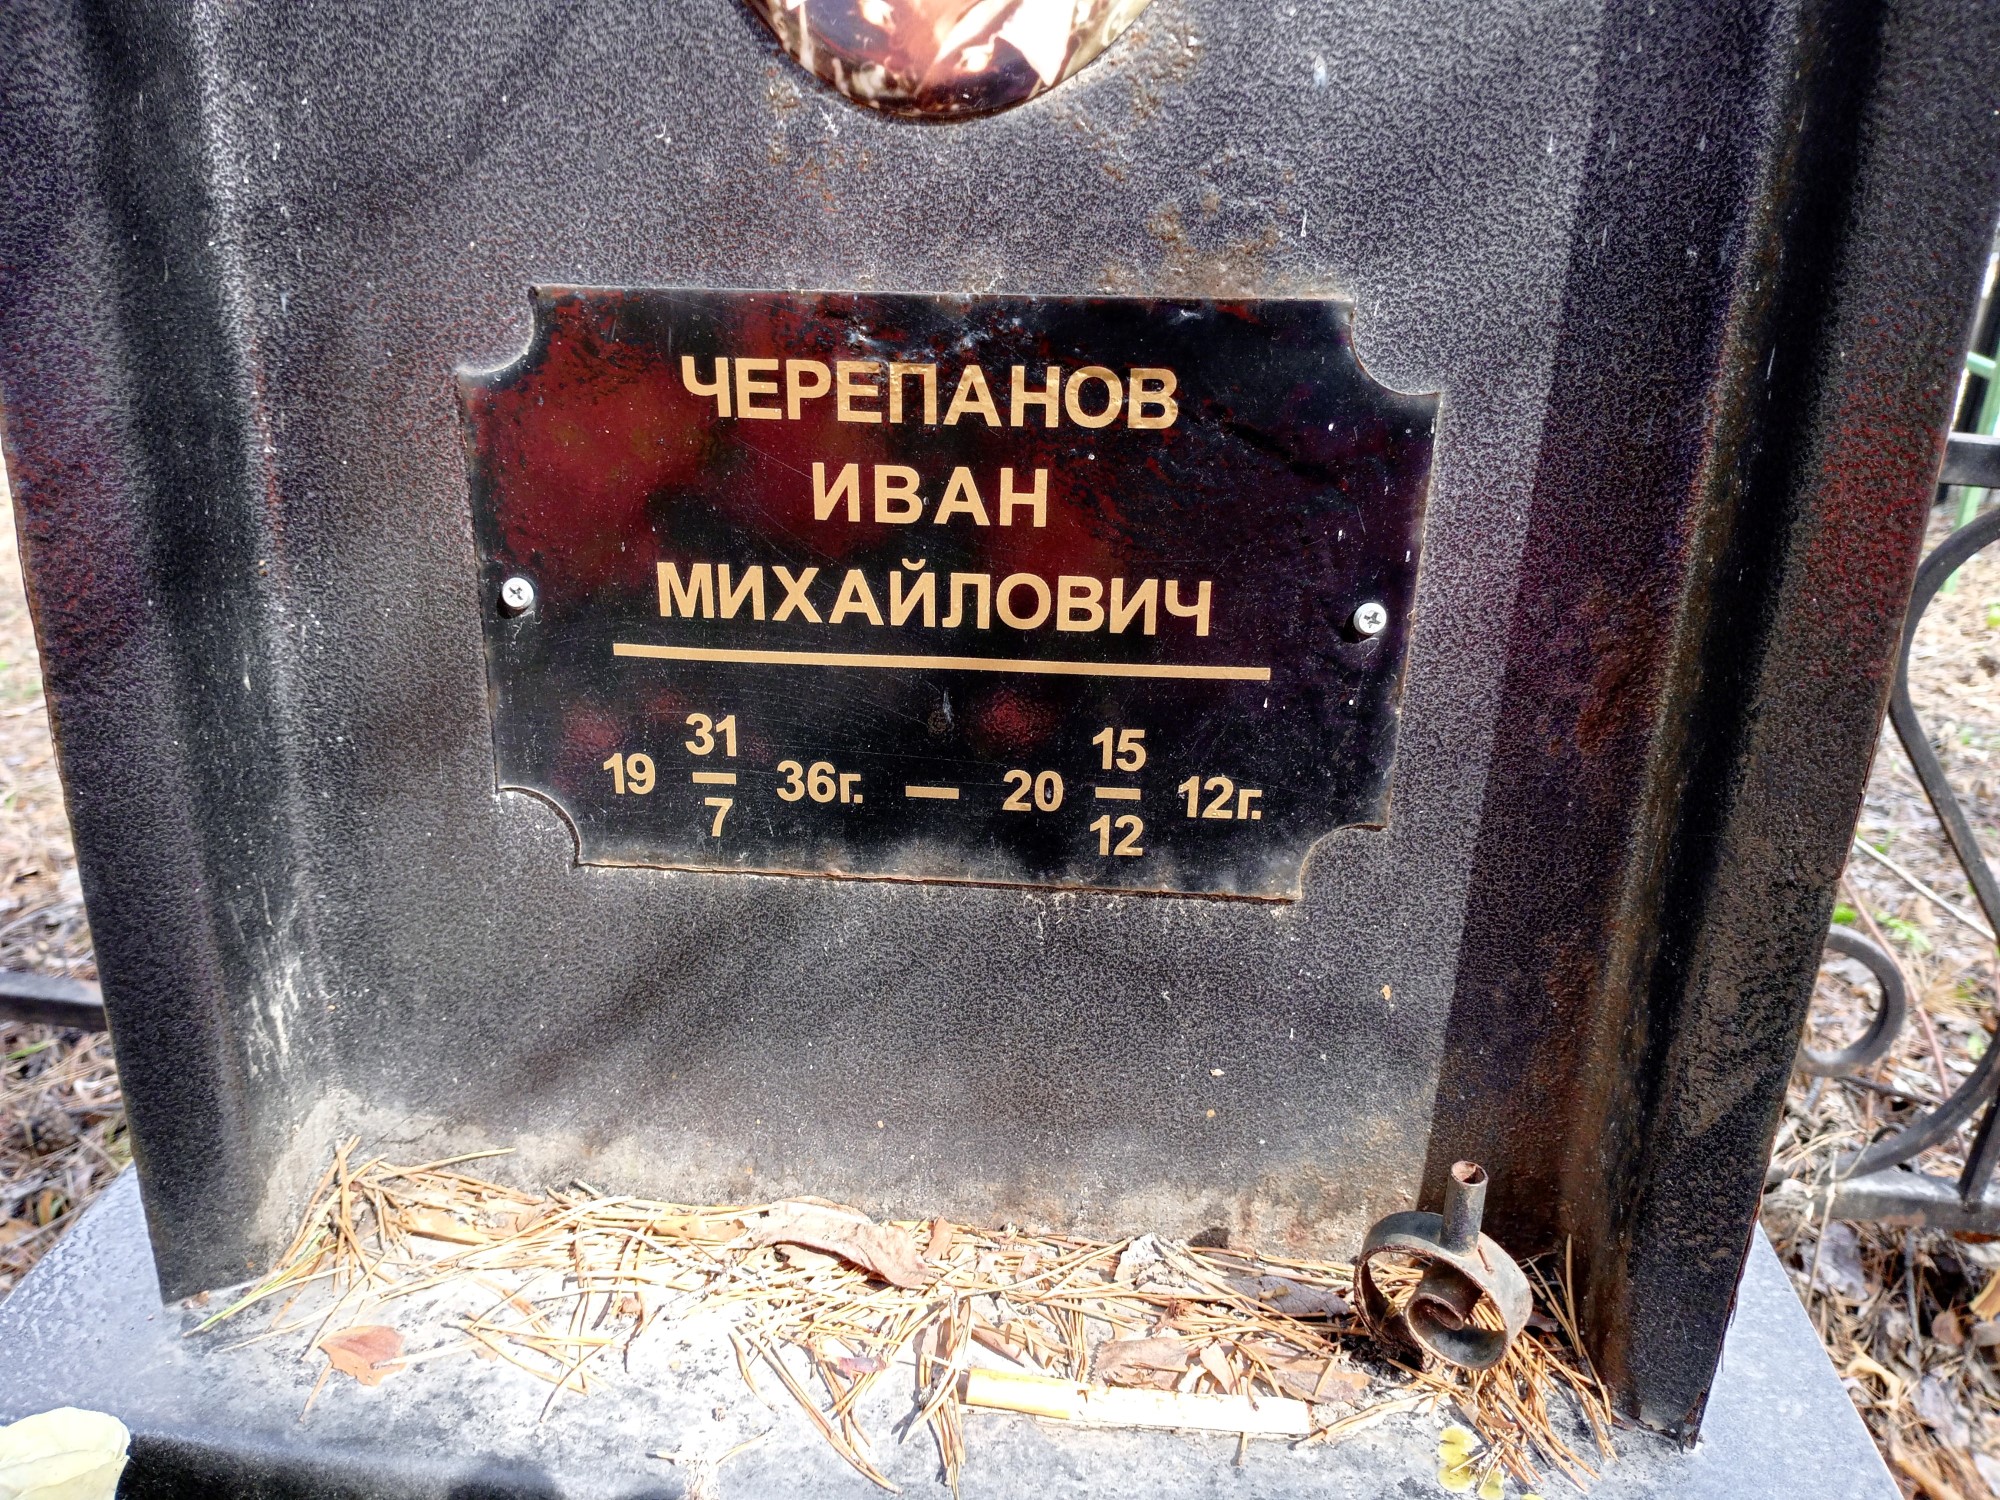 ЧЕРЕПАНОВ
ИВАН
МИХАЙЛОВИЧ
19 31/7 36г. — 20 15/12 12г.